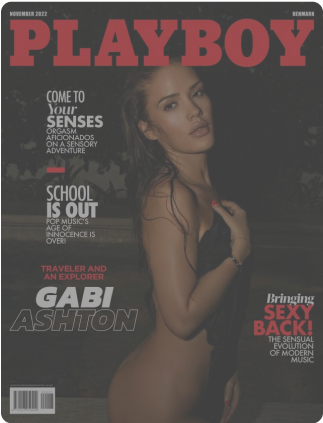 NOVEMBER 2022
DENMARK
PLAYBOY
COME TO
Your
SENSES
ORGASM
AFICIONADOS
ON A SENSORY
ADVENTURE
SCHOOL
IS OUT
POP MUSIC'S
AGE OF
INNOCENCE IS
OVER!
TRAVELER AND
AN EXPLORER
GABI
ASHTON
Bringing
SEXY
BACK!
THE SENSUAL
EVOLUTION
OF MODERN
MUSIC